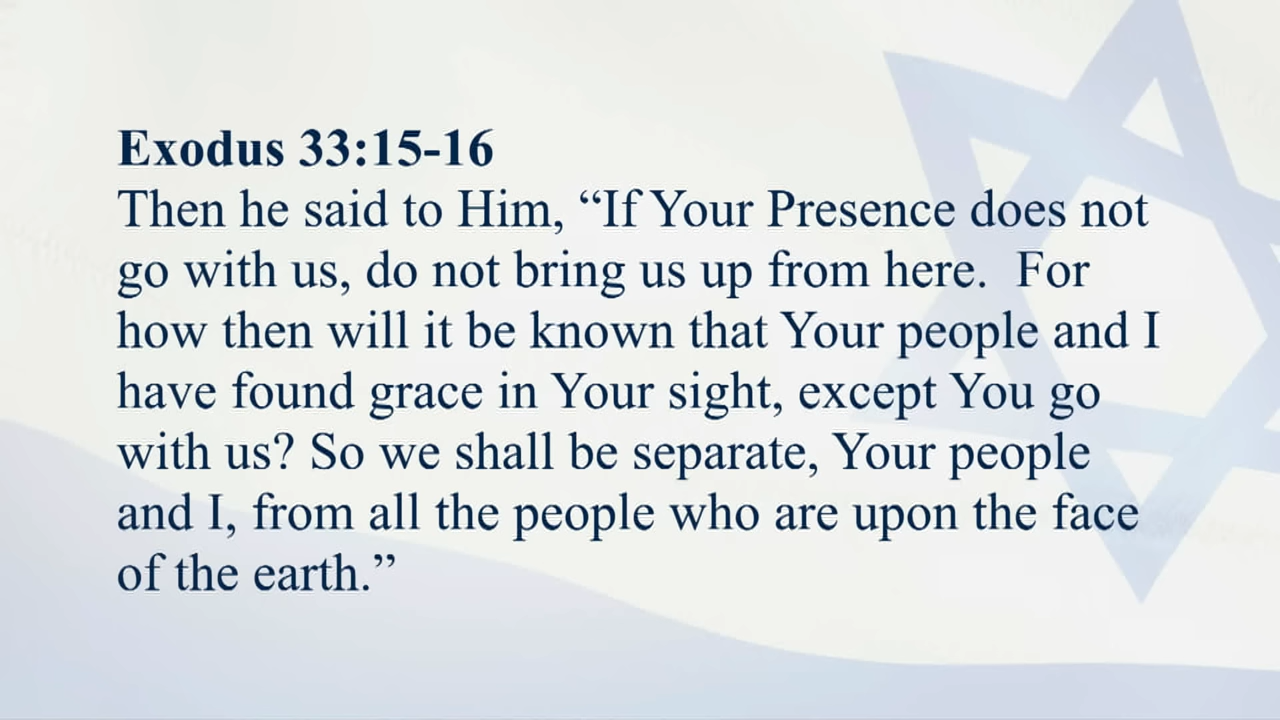 Exodus 33:15-16
Then he said to Him, “If Your Presence does not
go with us, do not bring us up from here.  For
how then will it be known that Your people and I
have found grace in Your sight, except You go
with us? So we shall be separate, Your people
and I, from all the people who are upon the face
of the earth.”